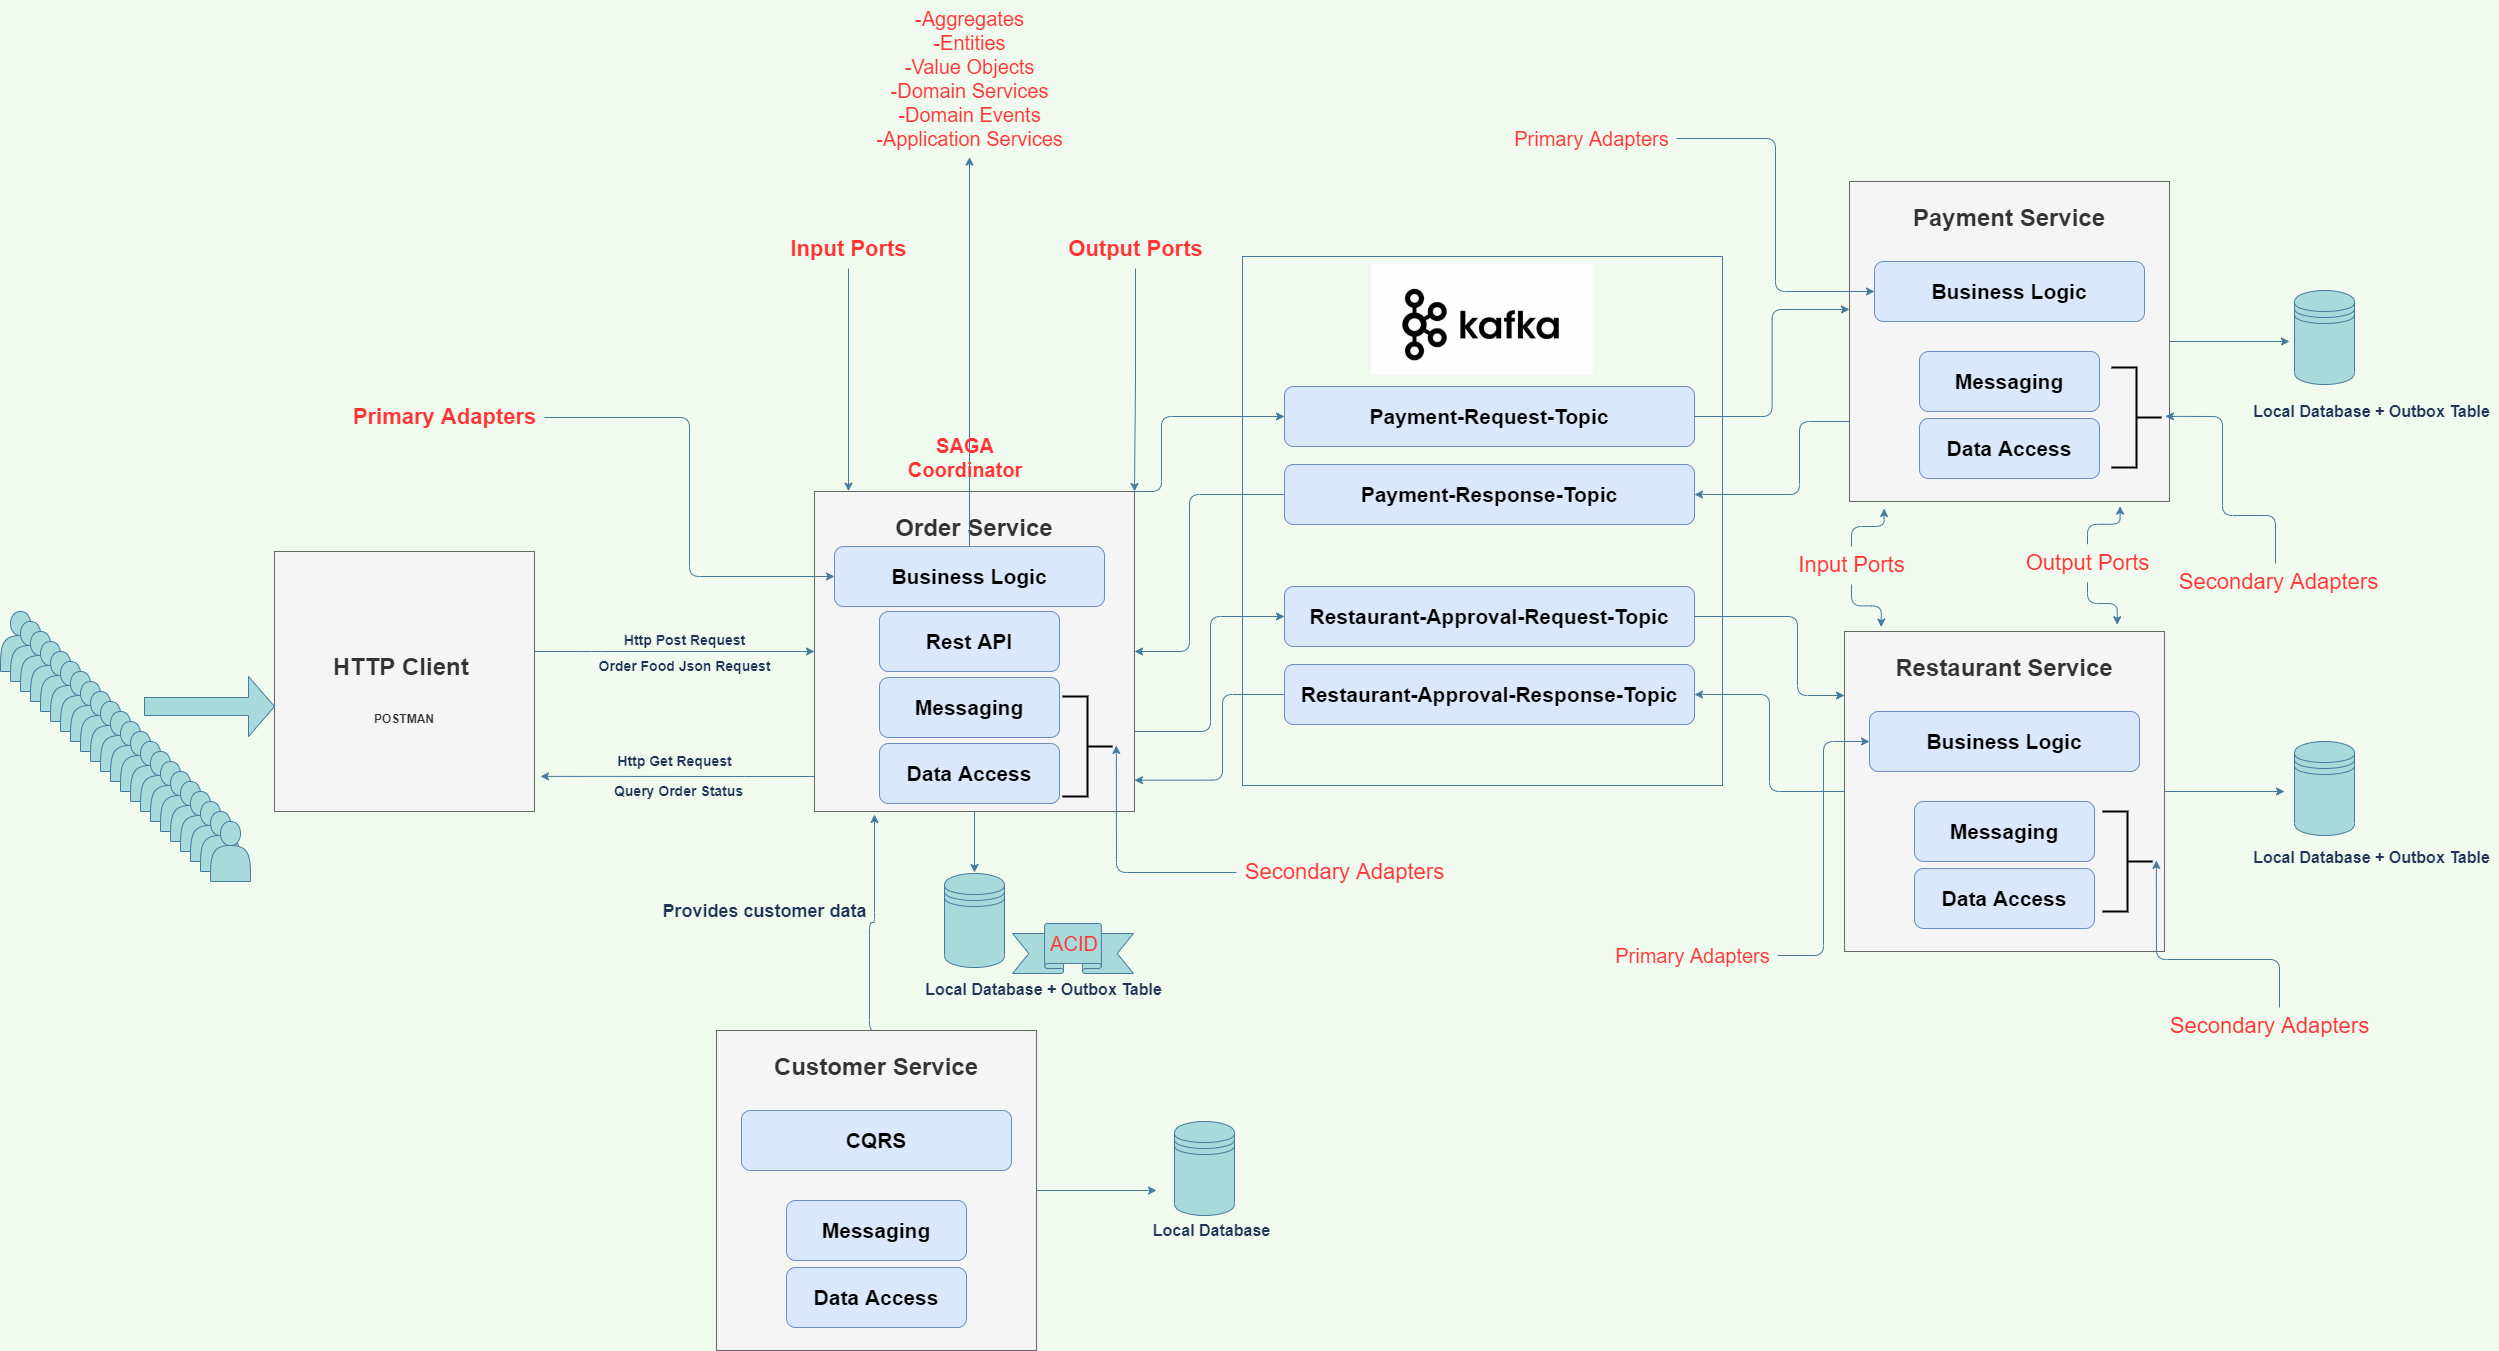 -Aggregates
-Entities
-Value Objects
-Domain Services
-Domain Events
-Application Services
Primary Adapters
Payment Service
Business Logic
Messaging
Data Access
Local Database + Outbox Table
Input Ports
Output Ports
kafka
Payment-Request-Topic
Payment-Response-Topic
Restaurant-Approval-Request-Topic
Restaurant-Approval-Response-Topic
Primary Adapters
SAGA
Coordinator
Order Service
Business Logic
Rest API
Messaging
Data Access
Input Ports
Output Ports
Secondary Adapters
HTTP Client
POSTMAN
Http Post Request
Order Food Json Request
Http Get Request
Query Order Status
Restaurant Service
Business Logic
Messaging
Data Access
Local Database + Outbox Table
Secondary Adapters
Provides customer data
ACID
Local Database + Outbox Table
Primary Adapters
Secondary Adapters
Customer Service
CQRS
Messaging
Data Access
Local Database